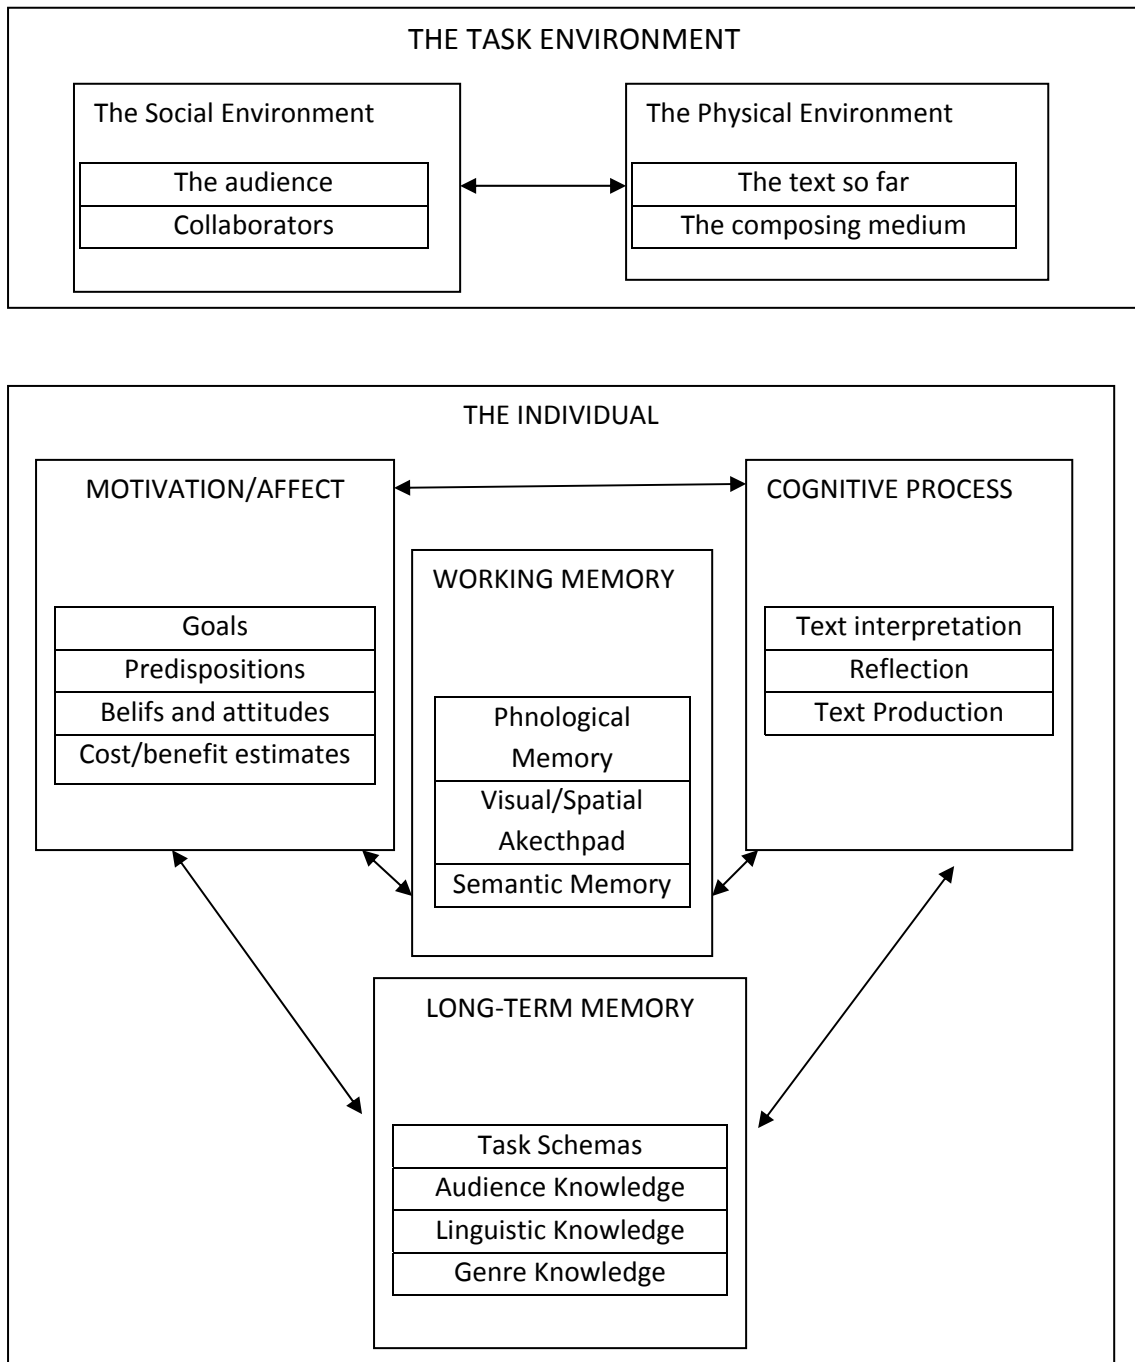 THE TASK ENVIRONMENT
The Social Environment
The audience
Collaborators
The Physical Environment
The text so far
The composing medium
THE INDIVIDUAL
MOTIVATION/AFFECT
Goals
Predispositions
Belifs and attitudes
Cost/benefit estimates
WORKING MEMORY
Phnological
Memory
Visual/Spatial
Akecthpad
Semantic Memory
COGNITIVE PROCESS
Text interpretation
Reflection
Text Production
LONG-TERM MEMORY
Task Schemas
Audience Knowledge
Linguistic Knowledge
Genre Knowledge